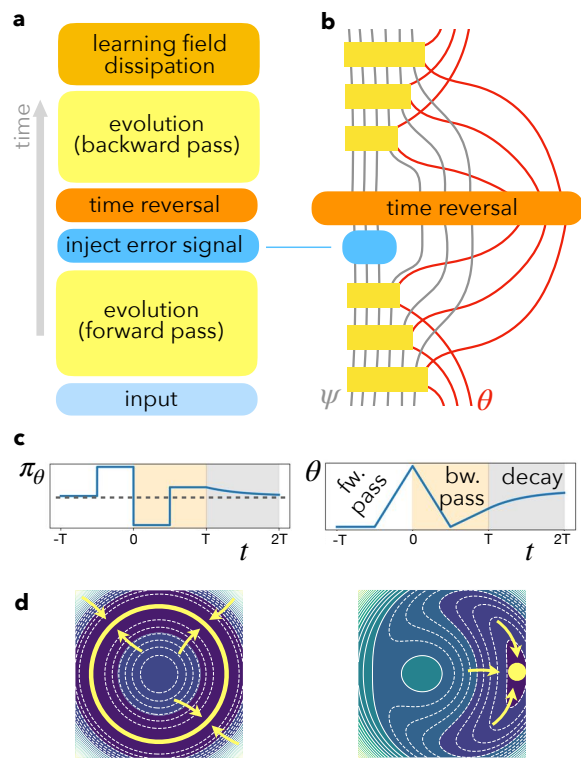 a
learning field
dissipation
time
evolution
(backward pass)
time reversal
inject error signal
evolution
(forward pass)
input
b
time reversal
ψ
θ
c
π_θ
-T
0
T
2T
t
θ
fw.
pass
bw.
pass
decay
-T
0
T
2T
t
d